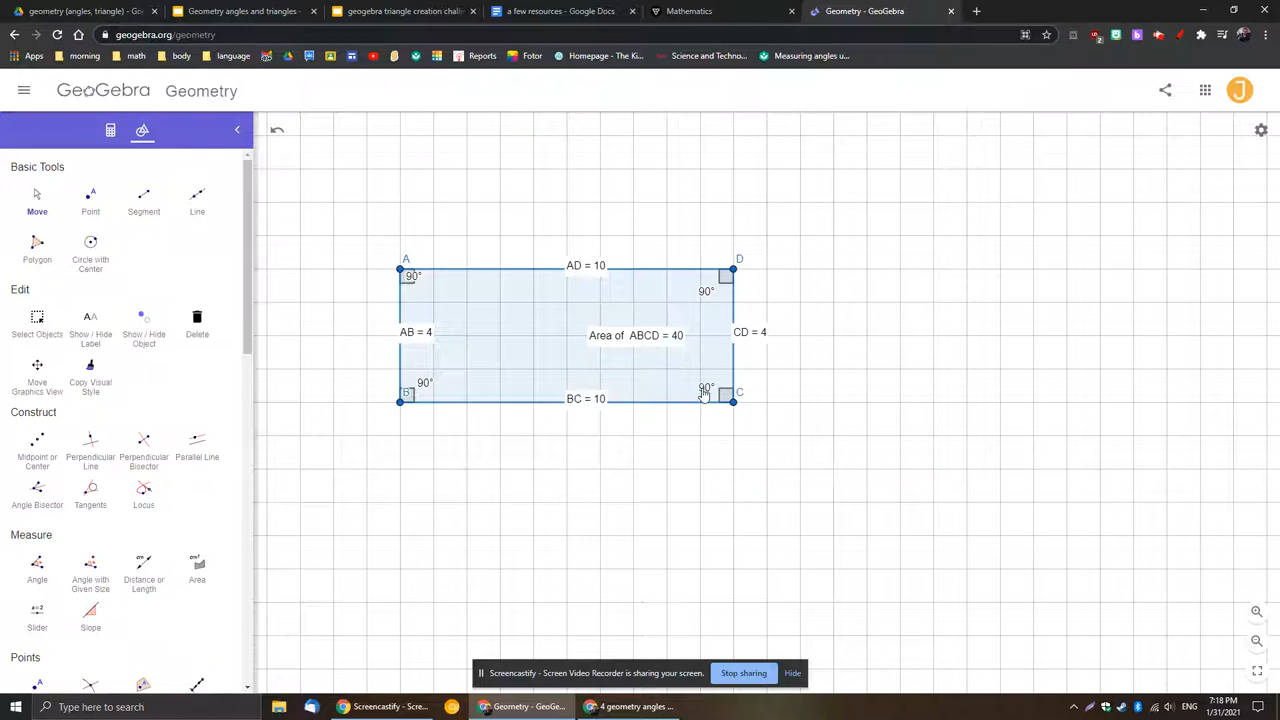 geometry (angles, triangle) - G
Geometry angles and triangles -
geogebra triangle creation chall
a few resources - Google Docs
Mathematics
Geometry - GeoGebra
geogebra.org/geometry
Apps
morning
math
body
language
Reports
Fotor
Homepage - The Ki...
Science and Techno...
Measuring angles u...
GeoGebra Geometry
J
Basic Tools
Move
Point
Segment
Line
Polygon
Circle with Center
Edit
Select Objects
Show / Hide Label
Show / Hide Object
Delete
Move Graphics View
Copy Visual Style
Construct
Midpoint or Center
Perpendicular Line
Perpendicular Bisector
Parallel Line
Angle Bisector
Tangents
Locus
Measure
cm
cm²
Angle
Angle with Given Size
Distance or Length
Area
a=2
Slider
Slope
Points
A
D
AD = 10
90°
90°
AB = 4
Area of ABCD = 40
CD = 4
90°
90°
B
C
BC = 10
Screencastify - Screen Video Recorder is sharing your screen.
Stop sharing
Hide
Type here to search
Screencastify - Scre...
Geometry - GeoGe...
4 geometry angles ...
7:18 PM
1/31/2021